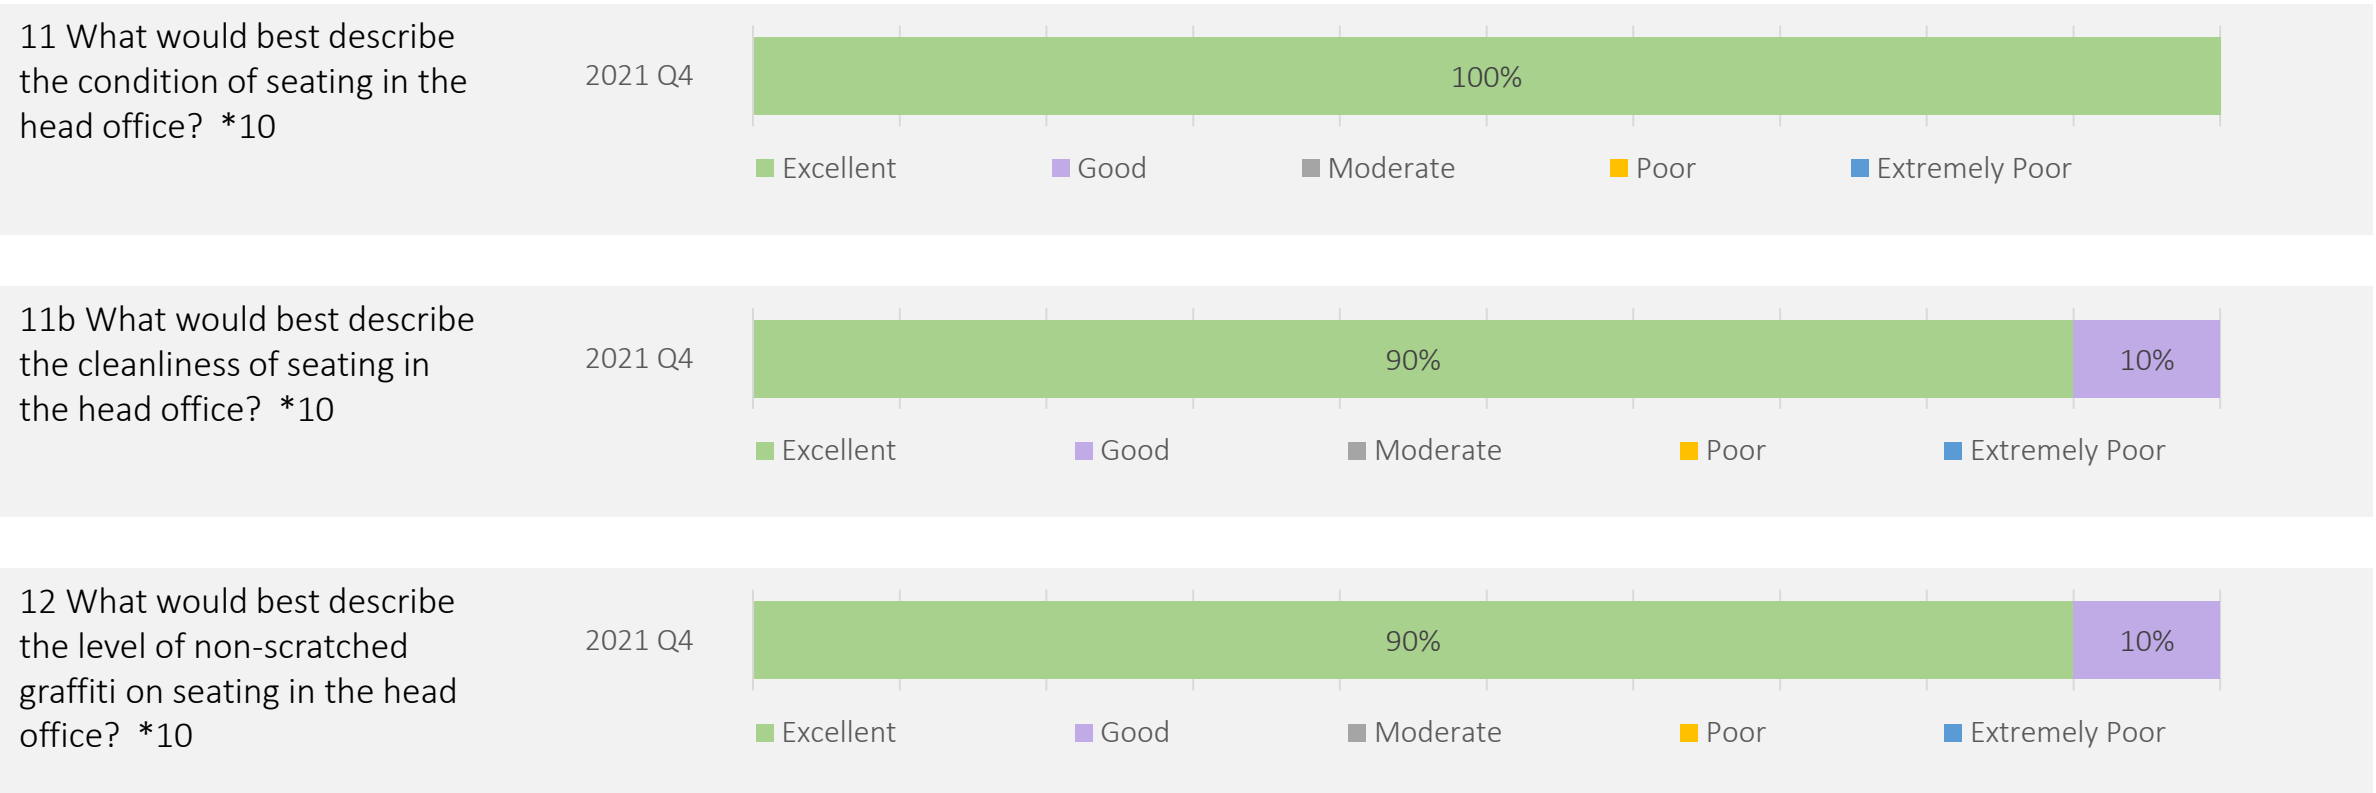 11 What would best describe
the condition of seating in the
head office?  *10
2021 Q4
100%
Excellent Good Moderate Poor Extremely Poor
11b What would best describe
the cleanliness of seating in
the head office?  *10
2021 Q4
90% 10%
Excellent Good Moderate Poor Extremely Poor
12 What would best describe
the level of non-scratched
graffiti on seating in the head
office?  *10
2021 Q4
90% 10%
Excellent Good Moderate Poor Extremely Poor